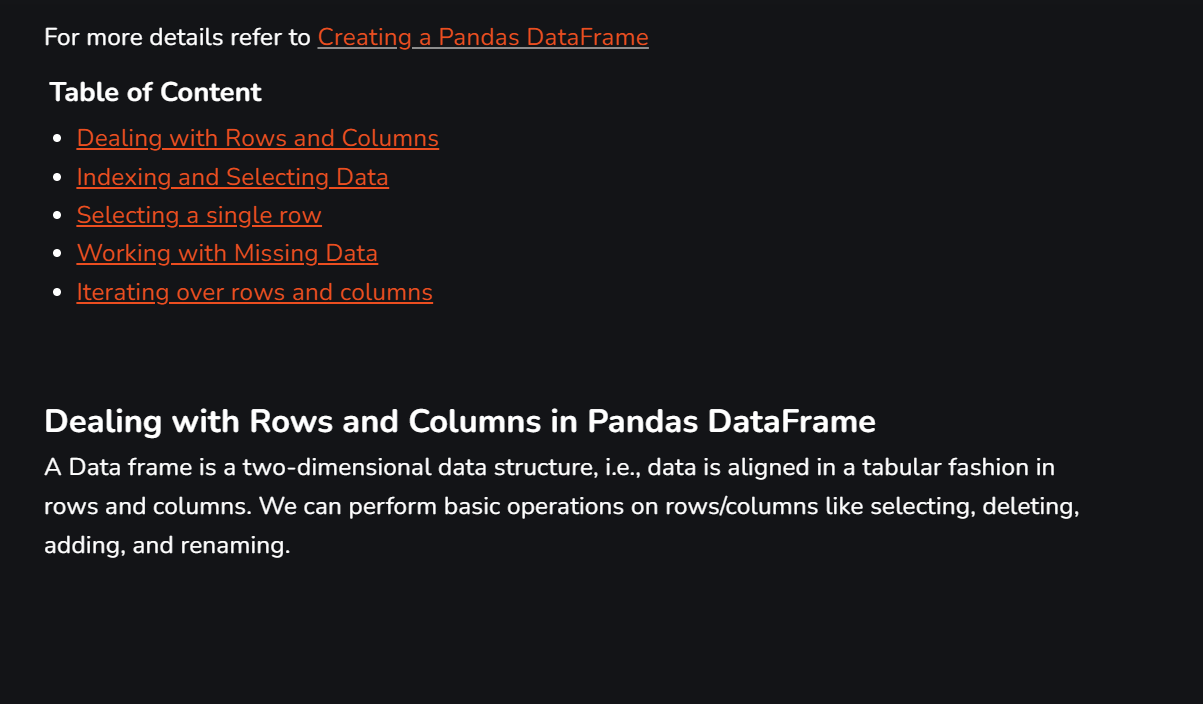 For more details refer to Creating a Pandas DataFrame
Table of Content
Dealing with Rows and Columns
Indexing and Selecting Data
Selecting a single row
Working with Missing Data
Iterating over rows and columns
Dealing with Rows and Columns in Pandas DataFrame
A Data frame is a two-dimensional data structure, i.e., data is aligned in a tabular fashion in
rows and columns. We can perform basic operations on rows/columns like selecting, deleting,
adding, and renaming.